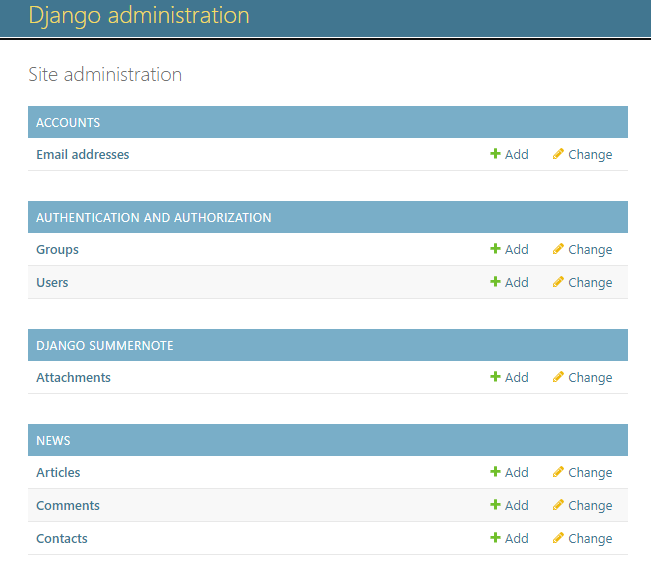 Django administration
Site administration
ACCOUNTS
Email addresses Add Change
AUTHENTICATION AND AUTHORIZATION
Groups Add Change
Users Add Change
DJANGO SUMMERNOTE
Attachments Add Change
NEWS
Articles Add Change
Comments Add Change
Contacts Add Change